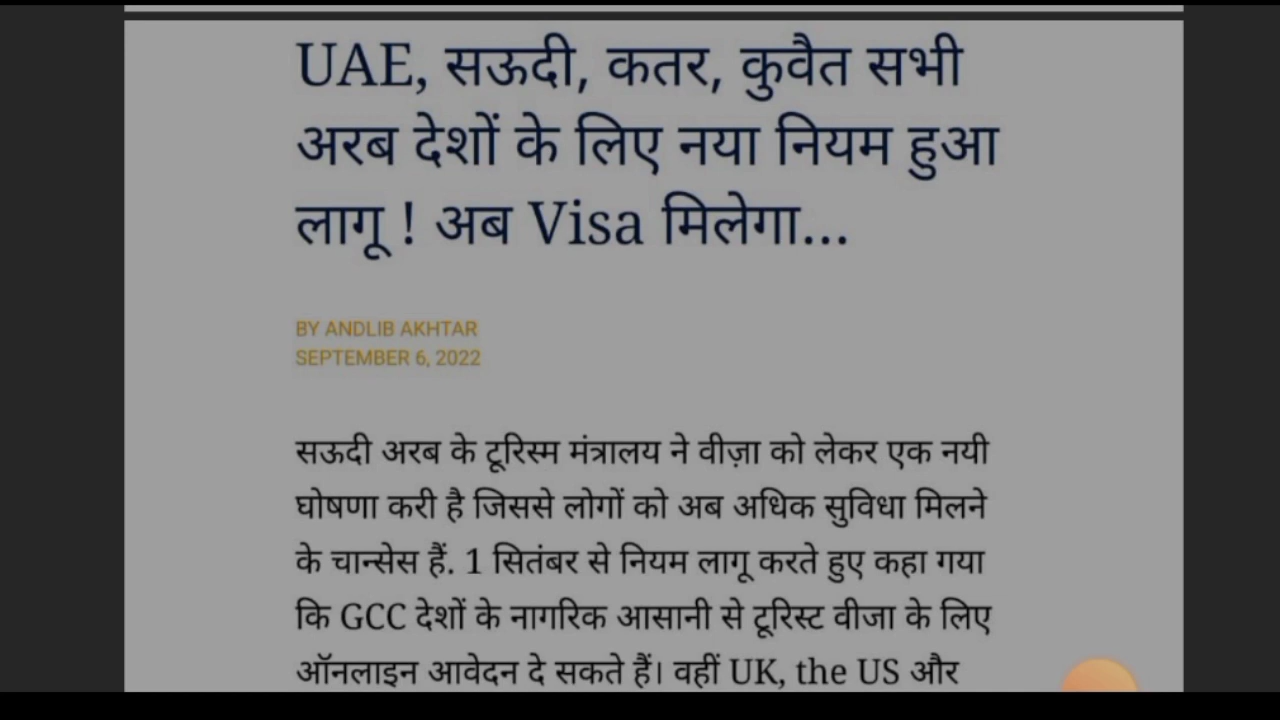 UAE, सऊदी, कतर, कुवैत सभी
अरब देशों के लिए नया नियम हुआ
लागू ! अब Visa मिलेगा...
BY ANDLIB AKHTAR
SEPTEMBER 6, 2022
सऊदी अरब के टूरिस्म मंत्रालय ने वीज़ा को लेकर एक नयी
घोषणा करी है जिससे लोगों को अब अधिक सुविधा मिलने
के चान्सेस हैं. 1 सितंबर से नियम लागू करते हुए कहा गया
कि GCC देशों के नागरिक आसानी से टूरिस्ट वीजा के लिए
ऑनलाइन आवेदन दे सकते हैं। वहीं UK, the US और